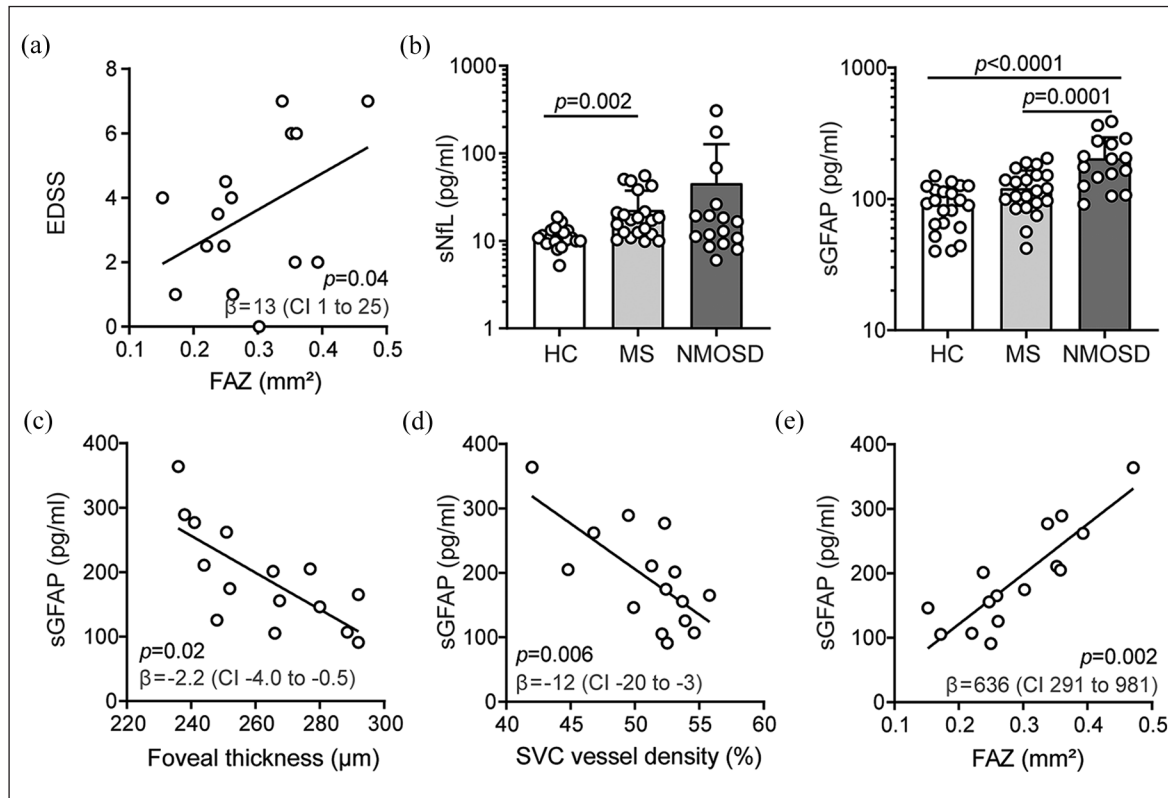 (a)
8
6
4
2
0
EDSS
p=0.04
β=13 (CI 1 to 25)
0.1 0.2 0.3 0.4 0.5
FAZ (mm²)
(b)
1000
100
10
1
sNfL (pg/ml)
p=0.002
HC MS NMOSD
1000
100
10
sGFAP (pg/ml)
p<0.0001
p=0.0001
HC MS NMOSD
(c)
400
300
200
100
0
sGFAP (pg/ml)
p=0.02
β=-2.2 (CI -4.0 to -0.5)
220 240 260 280 300
Foveal thickness (µm)
(d)
400
300
200
100
0
sGFAP (pg/ml)
p=0.006
β=-12 (CI -20 to -3)
40 45 50 55 60
SVC vessel density (%)
(e)
400
300
200
100
0
sGFAP (pg/ml)
p=0.002
β=636 (CI 291 to 981)
0.1 0.2 0.3 0.4 0.5
FAZ (mm²)